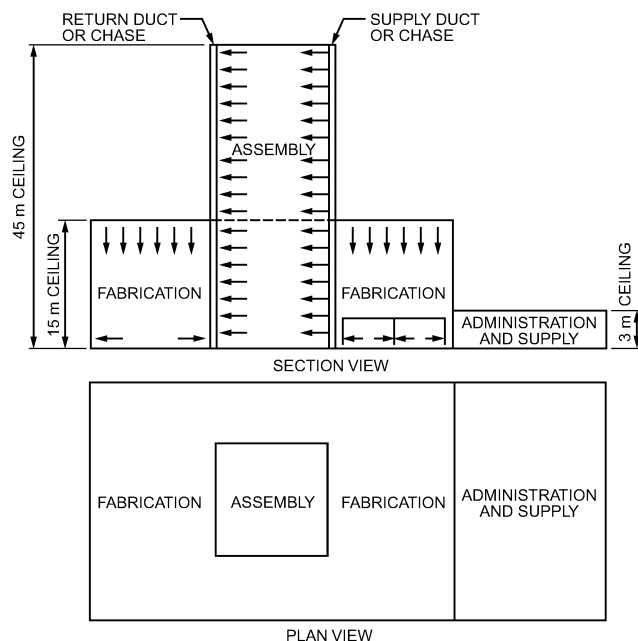 RETURN DUCT
OR CHASE
SUPPLY DUCT
OR CHASE
45 m CEILING
ASSEMBLY
15 m CEILING
FABRICATION
FABRICATION
3 m CEILING
ADMINISTRATION
AND SUPPLY
SECTION VIEW
FABRICATION
ASSEMBLY
FABRICATION
ADMINISTRATION
AND SUPPLY
PLAN VIEW